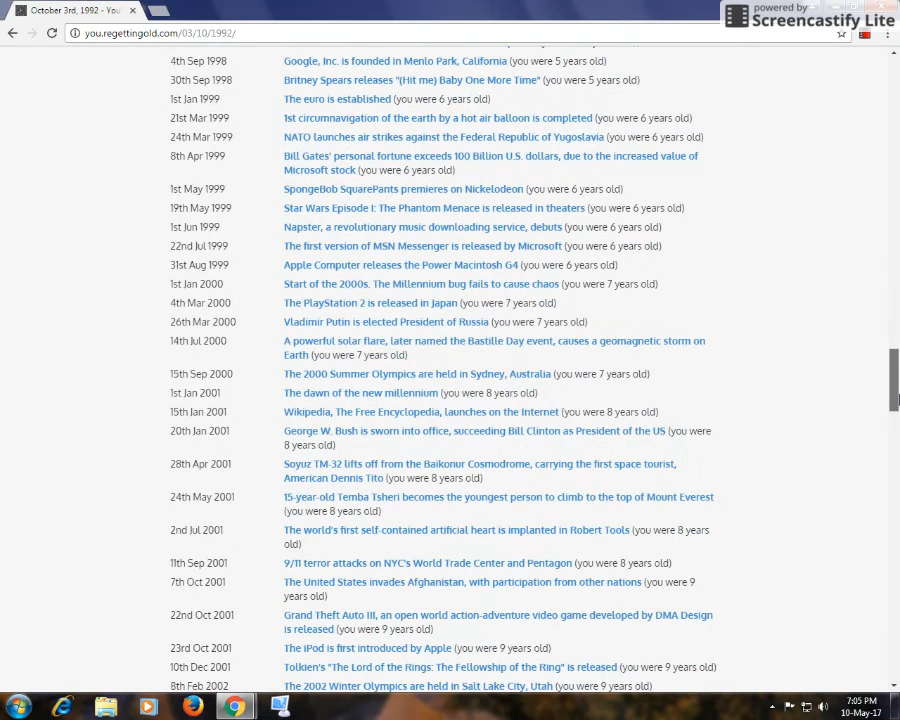 October 3rd, 1992 - You
powered by
Screencastify Lite
you.regettingold.com/03/10/1992/
4th Sep 1998 Google, Inc. is founded in Menlo Park, California (you were 5 years old)
30th Sep 1998 Britney Spears releases "(Hit me) Baby One More Time" (you were 5 years old)
1st Jan 1999 The euro is established (you were 6 years old)
21st Mar 1999 1st circumnavigation of the earth by a hot air balloon is completed (you were 6 years old)
24th Mar 1999 NATO launches air strikes against the Federal Republic of Yugoslavia (you were 6 years old)
8th Apr 1999 Bill Gates' personal fortune exceeds 100 Billion U.S. dollars, due to the increased value of
Microsoft stock (you were 6 years old)
1st May 1999 SpongeBob SquarePants premieres on Nickelodeon (you were 6 years old)
19th May 1999 Star Wars Episode I: The Phantom Menace is released in theaters (you were 6 years old)
1st Jun 1999 Napster, a revolutionary music downloading service, debuts (you were 6 years old)
22nd Jul 1999 The first version of MSN Messenger is released by Microsoft (you were 6 years old)
31st Aug 1999 Apple Computer releases the Power Macintosh G4 (you were 6 years old)
1st Jan 2000 Start of the 2000s. The Millennium bug fails to cause chaos (you were 7 years old)
4th Mar 2000 The PlayStation 2 is released in Japan (you were 7 years old)
26th Mar 2000 Vladimir Putin is elected President of Russia (you were 7 years old)
14th Jul 2000 A powerful solar flare, later named the Bastille Day event, causes a geomagnetic storm on
Earth (you were 7 years old)
15th Sep 2000 The 2000 Summer Olympics are held in Sydney, Australia (you were 7 years old)
1st Jan 2001 The dawn of the new millennium (you were 8 years old)
15th Jan 2001 Wikipedia, The Free Encyclopedia, launches on the Internet (you were 8 years old)
20th Jan 2001 George W. Bush is sworn into office, succeeding Bill Clinton as President of the US (you were
8 years old)
28th Apr 2001 Soyuz TM-32 lifts off from the Baikonur Cosmodrome, carrying the first space tourist,
American Dennis Tito (you were 8 years old)
24th May 2001 15-year-old Temba Tsheri becomes the youngest person to climb to the top of Mount Everest
(you were 8 years old)
2nd Jul 2001 The world's first self-contained artificial heart is implanted in Robert Tools (you were 8 years
old)
11th Sep 2001 9/11 terror attacks on NYC's World Trade Center and Pentagon (you were 8 years old)
7th Oct 2001 The United States invades Afghanistan, with participation from other nations (you were 9
years old)
22nd Oct 2001 Grand Theft Auto III, an open world action-adventure video game developed by DMA Design
is released (you were 9 years old)
23rd Oct 2001 The iPod is first introduced by Apple (you were 9 years old)
10th Dec 2001 Tolkien's "The Lord of the Rings: The Fellowship of the Ring" is released (you were 9 years old)
8th Feb 2002 The 2002 Winter Olympics are held in Salt Lake City, Utah (you were 9 years old)
7:05 PM
10-May-17